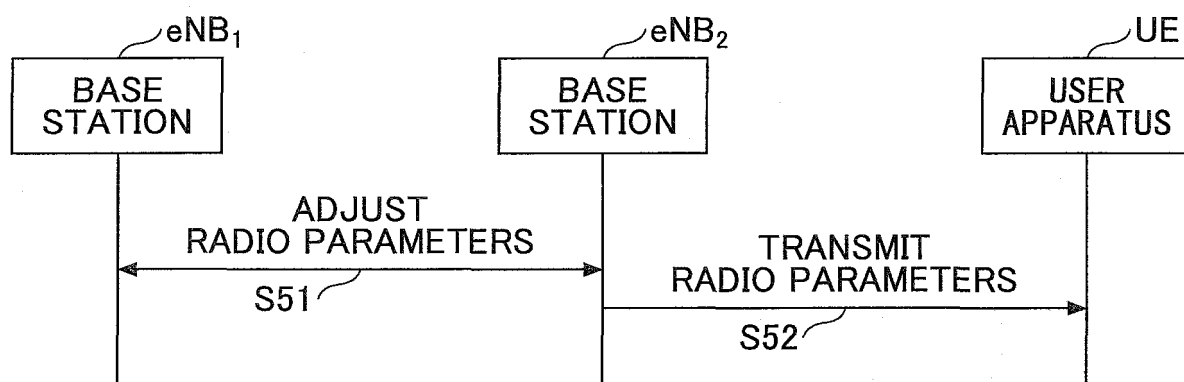 eNB₁
eNB₂
UE
BASE
STATION
BASE
STATION
USER
APPARATUS
ADJUST
RADIO PARAMETERS
S51
TRANSMIT
RADIO PARAMETERS
S52